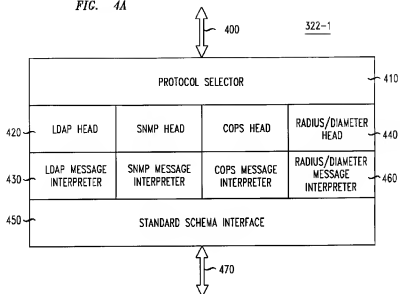 FIG. 4A
400
322-1
PROTOCOL SELECTOR
410
420
LDAP HEAD
SNMP HEAD
COPS HEAD
RADIUS/DIAMETER
HEAD
440
430
LDAP MESSAGE
INTERPRETER
SNMP MESSAGE
INTERPRETER
COPS MESSAGE
INTERPRETER
RADIUS/DIAMETER
MESSAGE
INTERPRETER
460
450
STANDARD SCHEMA INTERFACE
470